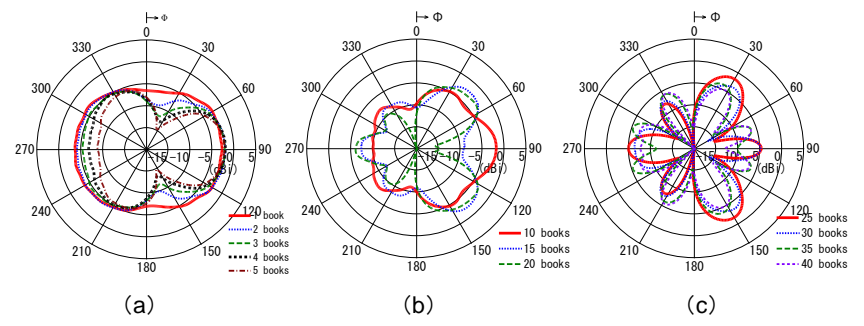 Φ
0
30
60
90
120
150
180
210
240
270
300
330
-15
-10
-5
0
5
(dBi)
1 book
2 books
3 books
4 books
5 books
(a)
Φ
0
30
60
90
120
150
180
210
240
270
300
330
-15
-10
-5
0
5
(dBi)
10 books
15 books
20 books
(b)
Φ
0
30
60
90
120
150
180
210
240
270
300
330
-15
-10
-5
0
5
(dBi)
25 books
30 books
35 books
40 books
(c)